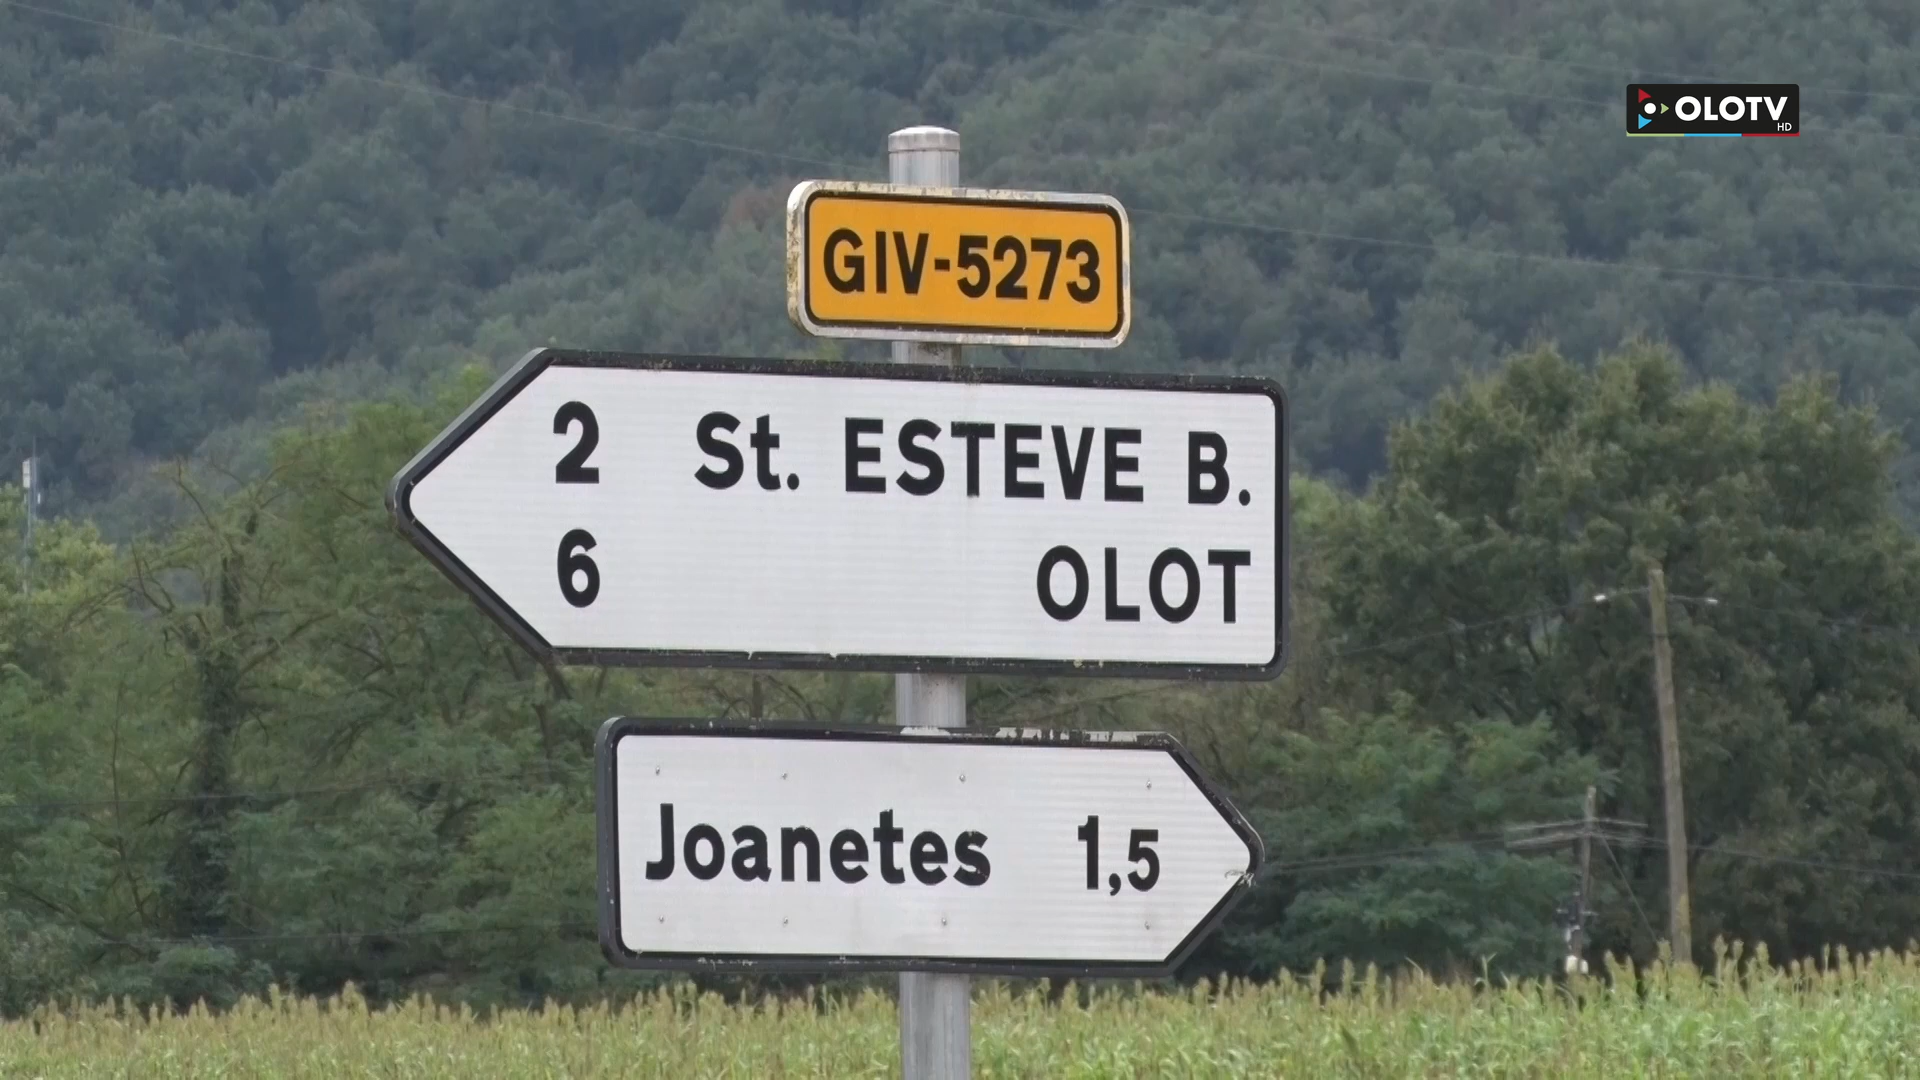 OLOTV
HD
GIV-5273
2 St. ESTEVE B.
6 OLOT
Joanetes 1,5